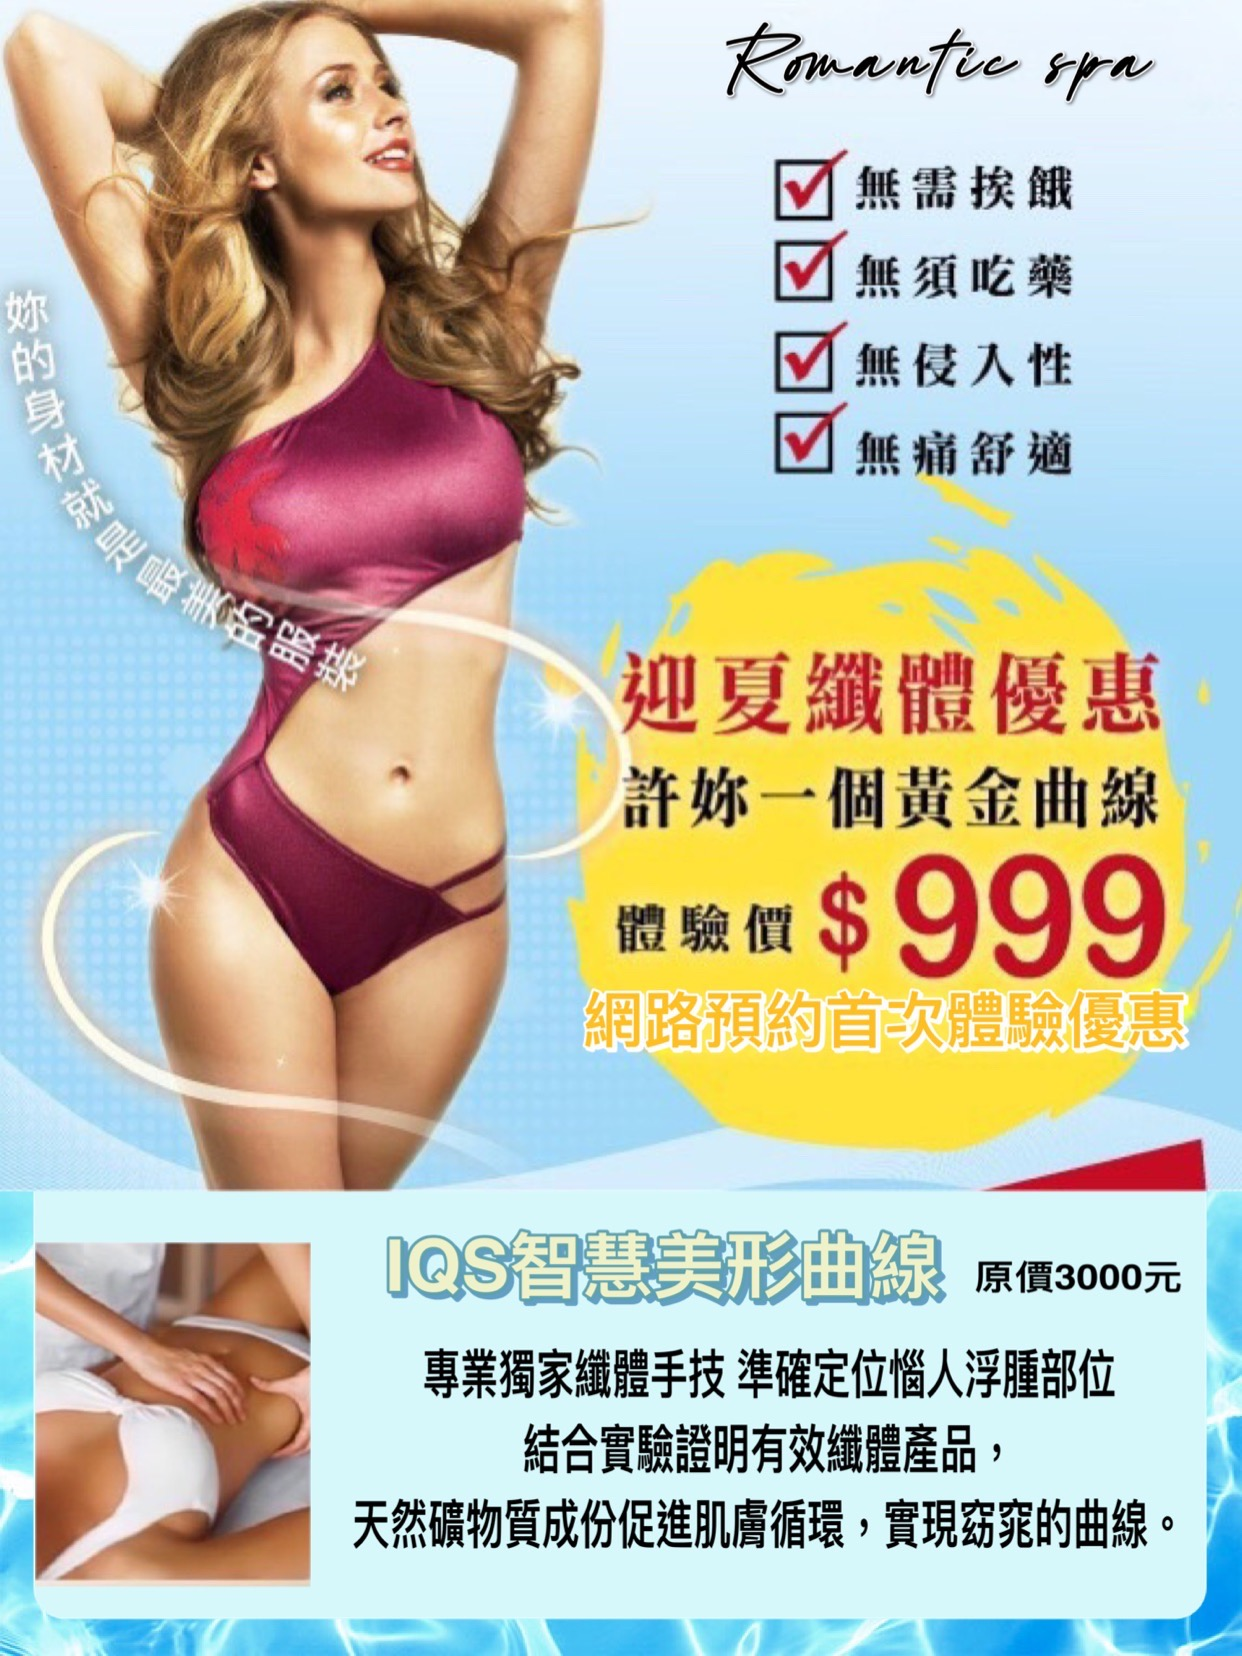 Romantic spa
無需挨餓
無須吃藥
無侵入性
無痛舒適
妳的身材就是最美的服裝
迎夏纖體優惠
許妳一個黃金曲線
體驗價 $999
網路預約首次體驗優惠
IQS智慧美形曲線 原價3000元
專業獨家纖體手技 準確定位惱人浮腫部位
結合實驗證明有效纖體產品，
天然礦物質成份促進肌膚循環，實現窈窕的曲線。